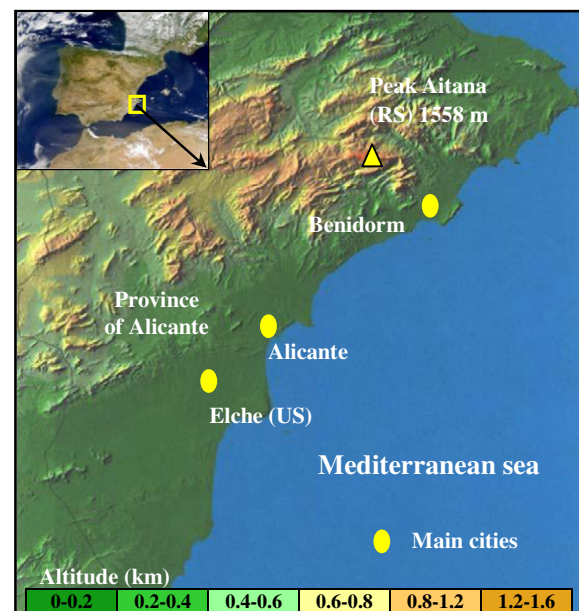 Peak Aitana
(RS) 1558 m
Benidorm
Province
of Alicante
Alicante
Elche (US)
Mediterranean sea
Main cities
Altitude (km)
0-0.2 0.2-0.4 0.4-0.6 0.6-0.8 0.8-1.2 1.2-1.6